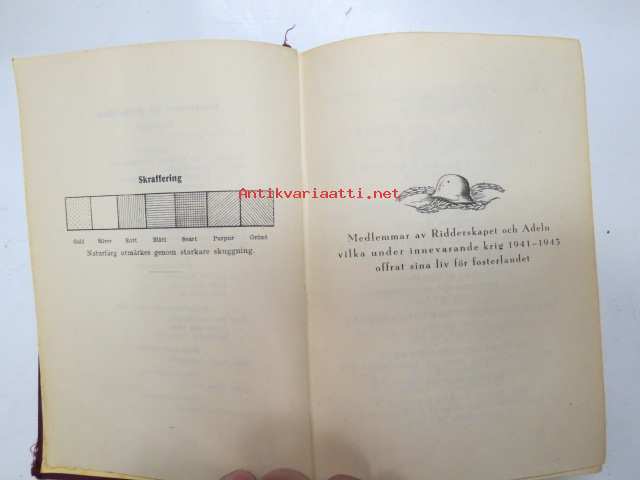 Skraffering
Guld Silver Rött Blått Svart Purpur Grönt
Naturfärg utmärkes genom starkare skuggning.
Antikvariaatti.net
Medlemmar av Ridderskapet och Adeln
vilka under innevarande krig 1941–1943
offrat sina liv för fosterlandet